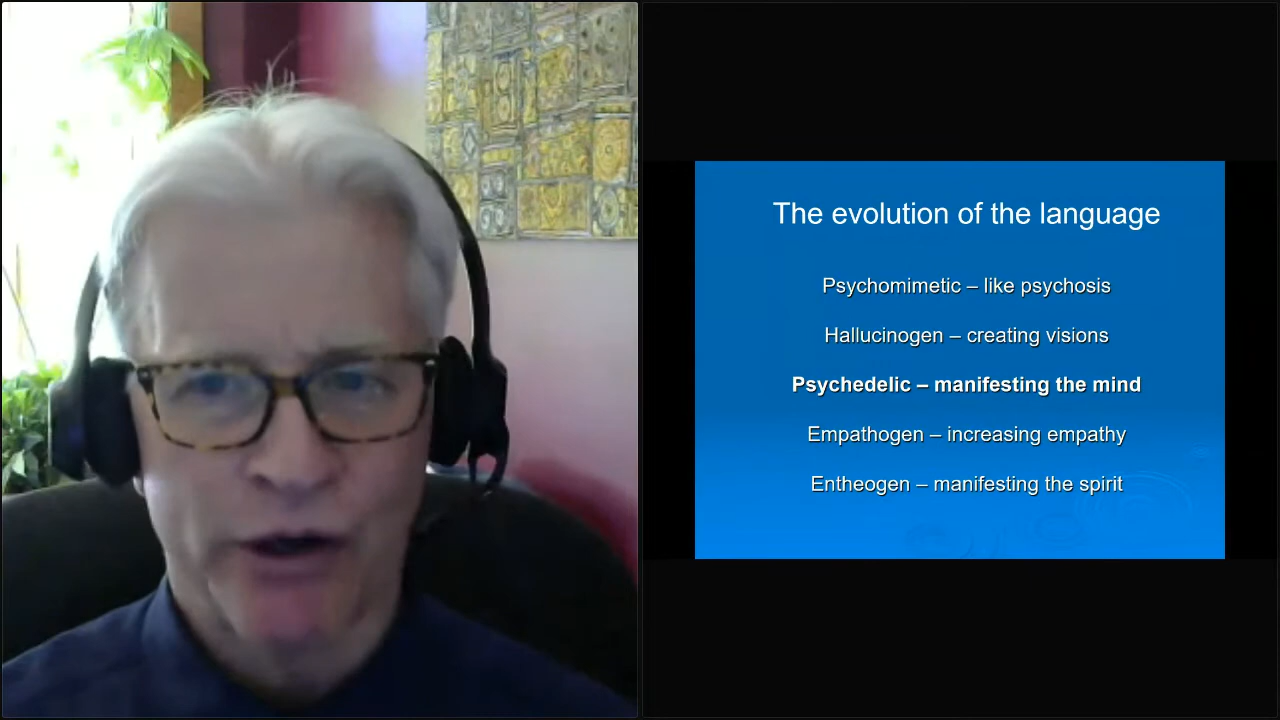 The evolution of the language
Psychomimetic – like psychosis
Hallucinogen – creating visions
Psychedelic – manifesting the mind
Empathogen – increasing empathy
Entheogen – manifesting the spirit